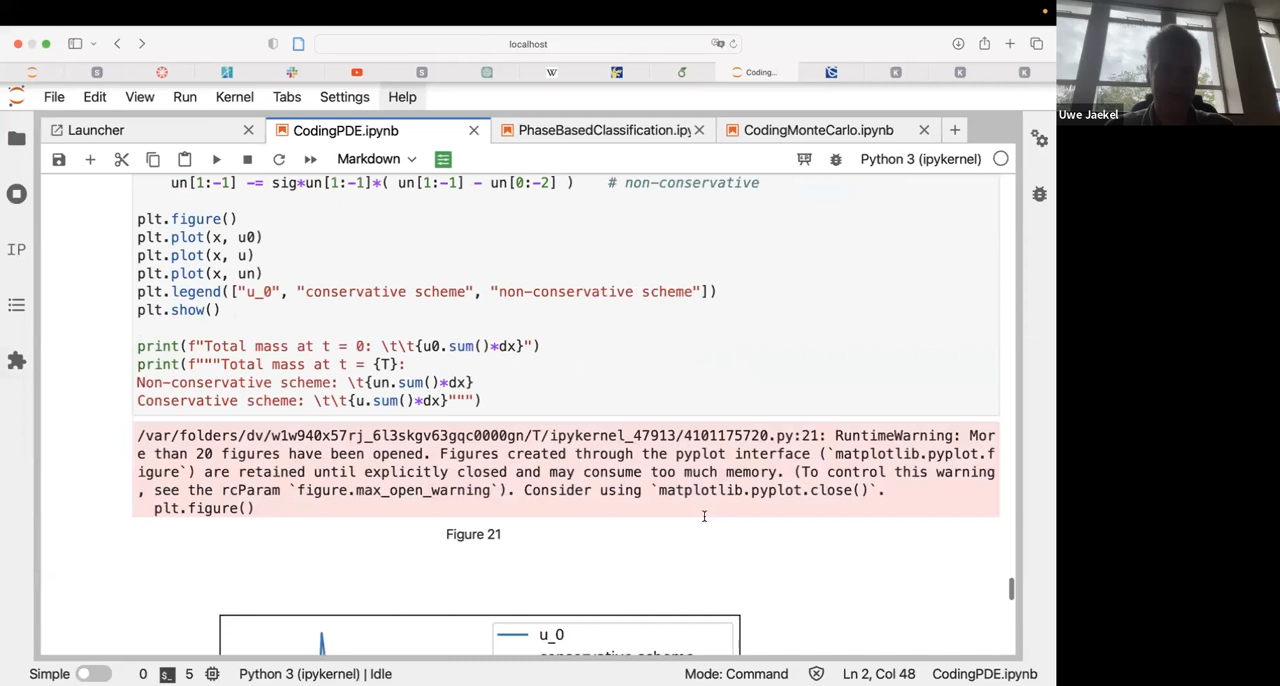 localhost
Coding...
Uwe Jaekel
File Edit View Run Kernel Tabs Settings Help
Launcher
CodingPDE.ipynb
PhaseBasedClassification.ipy
CodingMonteCarlo.ipynb
Markdown
Python 3 (ipykernel)
un[1:-1] -= sig*un[1:-1]*( un[1:-1] - un[0:-2] ) # non-conservative
plt.figure()
plt.plot(x, u0)
plt.plot(x, u)
plt.plot(x, un)
plt.legend(["u_0", "conservative scheme", "non-conservative scheme"])
plt.show()
print(f"Total mass at t = 0: \t\t{u0.sum()*dx}")
print(f"""Total mass at t = {T}:
Non-conservative scheme: \t{un.sum()*dx}
Conservative scheme: \t\t{u.sum()*dx}""")
/var/folders/dv/w1w940x57rj_6l3skgv63gqc0000gn/T/ipykernel_47913/4101175720.py:21: RuntimeWarning: Mor
e than 20 figures have been opened. Figures created through the pyplot interface (`matplotlib.pyplot.f
igure`) are retained until explicitly closed and may consume too much memory. (To control this warning
, see the rcParam `figure.max_open_warning`). Consider using `matplotlib.pyplot.close()`.
plt.figure()
Figure 21
u_0
conservative scheme
IP
Simple 0 5 Python 3 (ipykernel) | Idle Mode: Command Ln 2, Col 48 CodingPDE.ipynb